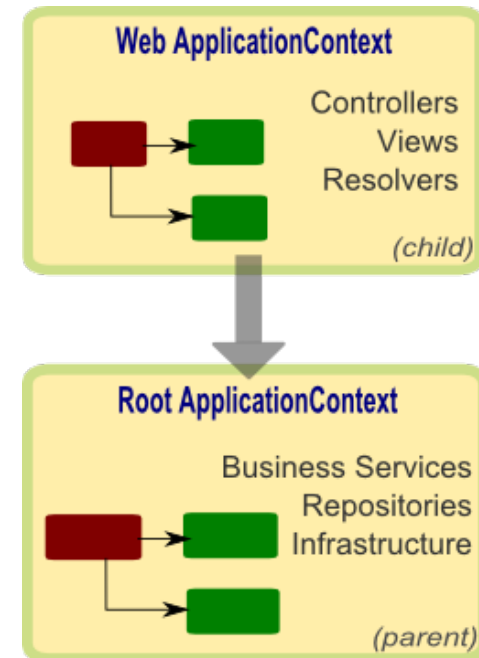 Web ApplicationContext
Controllers
Views
Resolvers
(child)
Root ApplicationContext
Business Services
Repositories
Infrastructure
(parent)